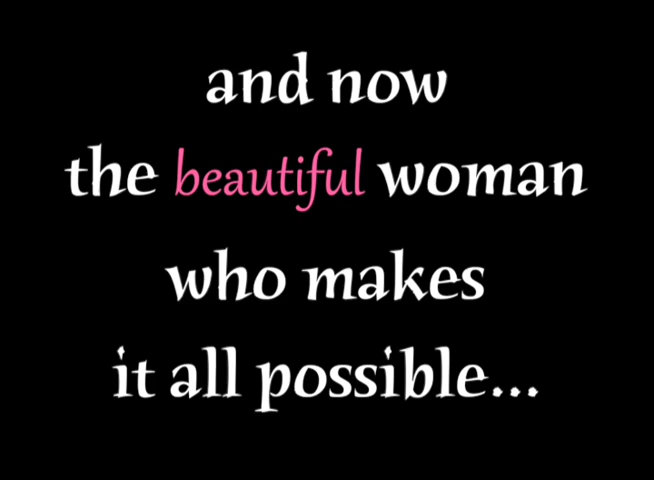 and now
the beautiful woman
who makes
it all possible...